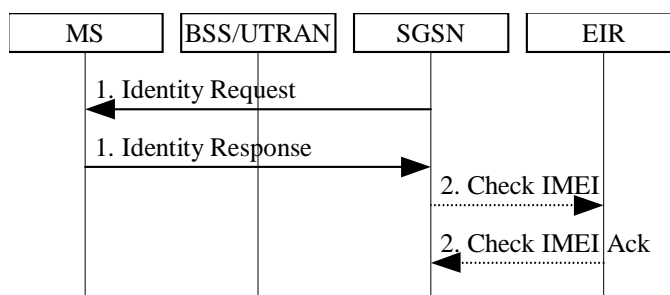 MS BSS/UTRAN SGSN EIR
1. Identity Request
1. Identity Response
2. Check IMEI
2. Check IMEI Ack